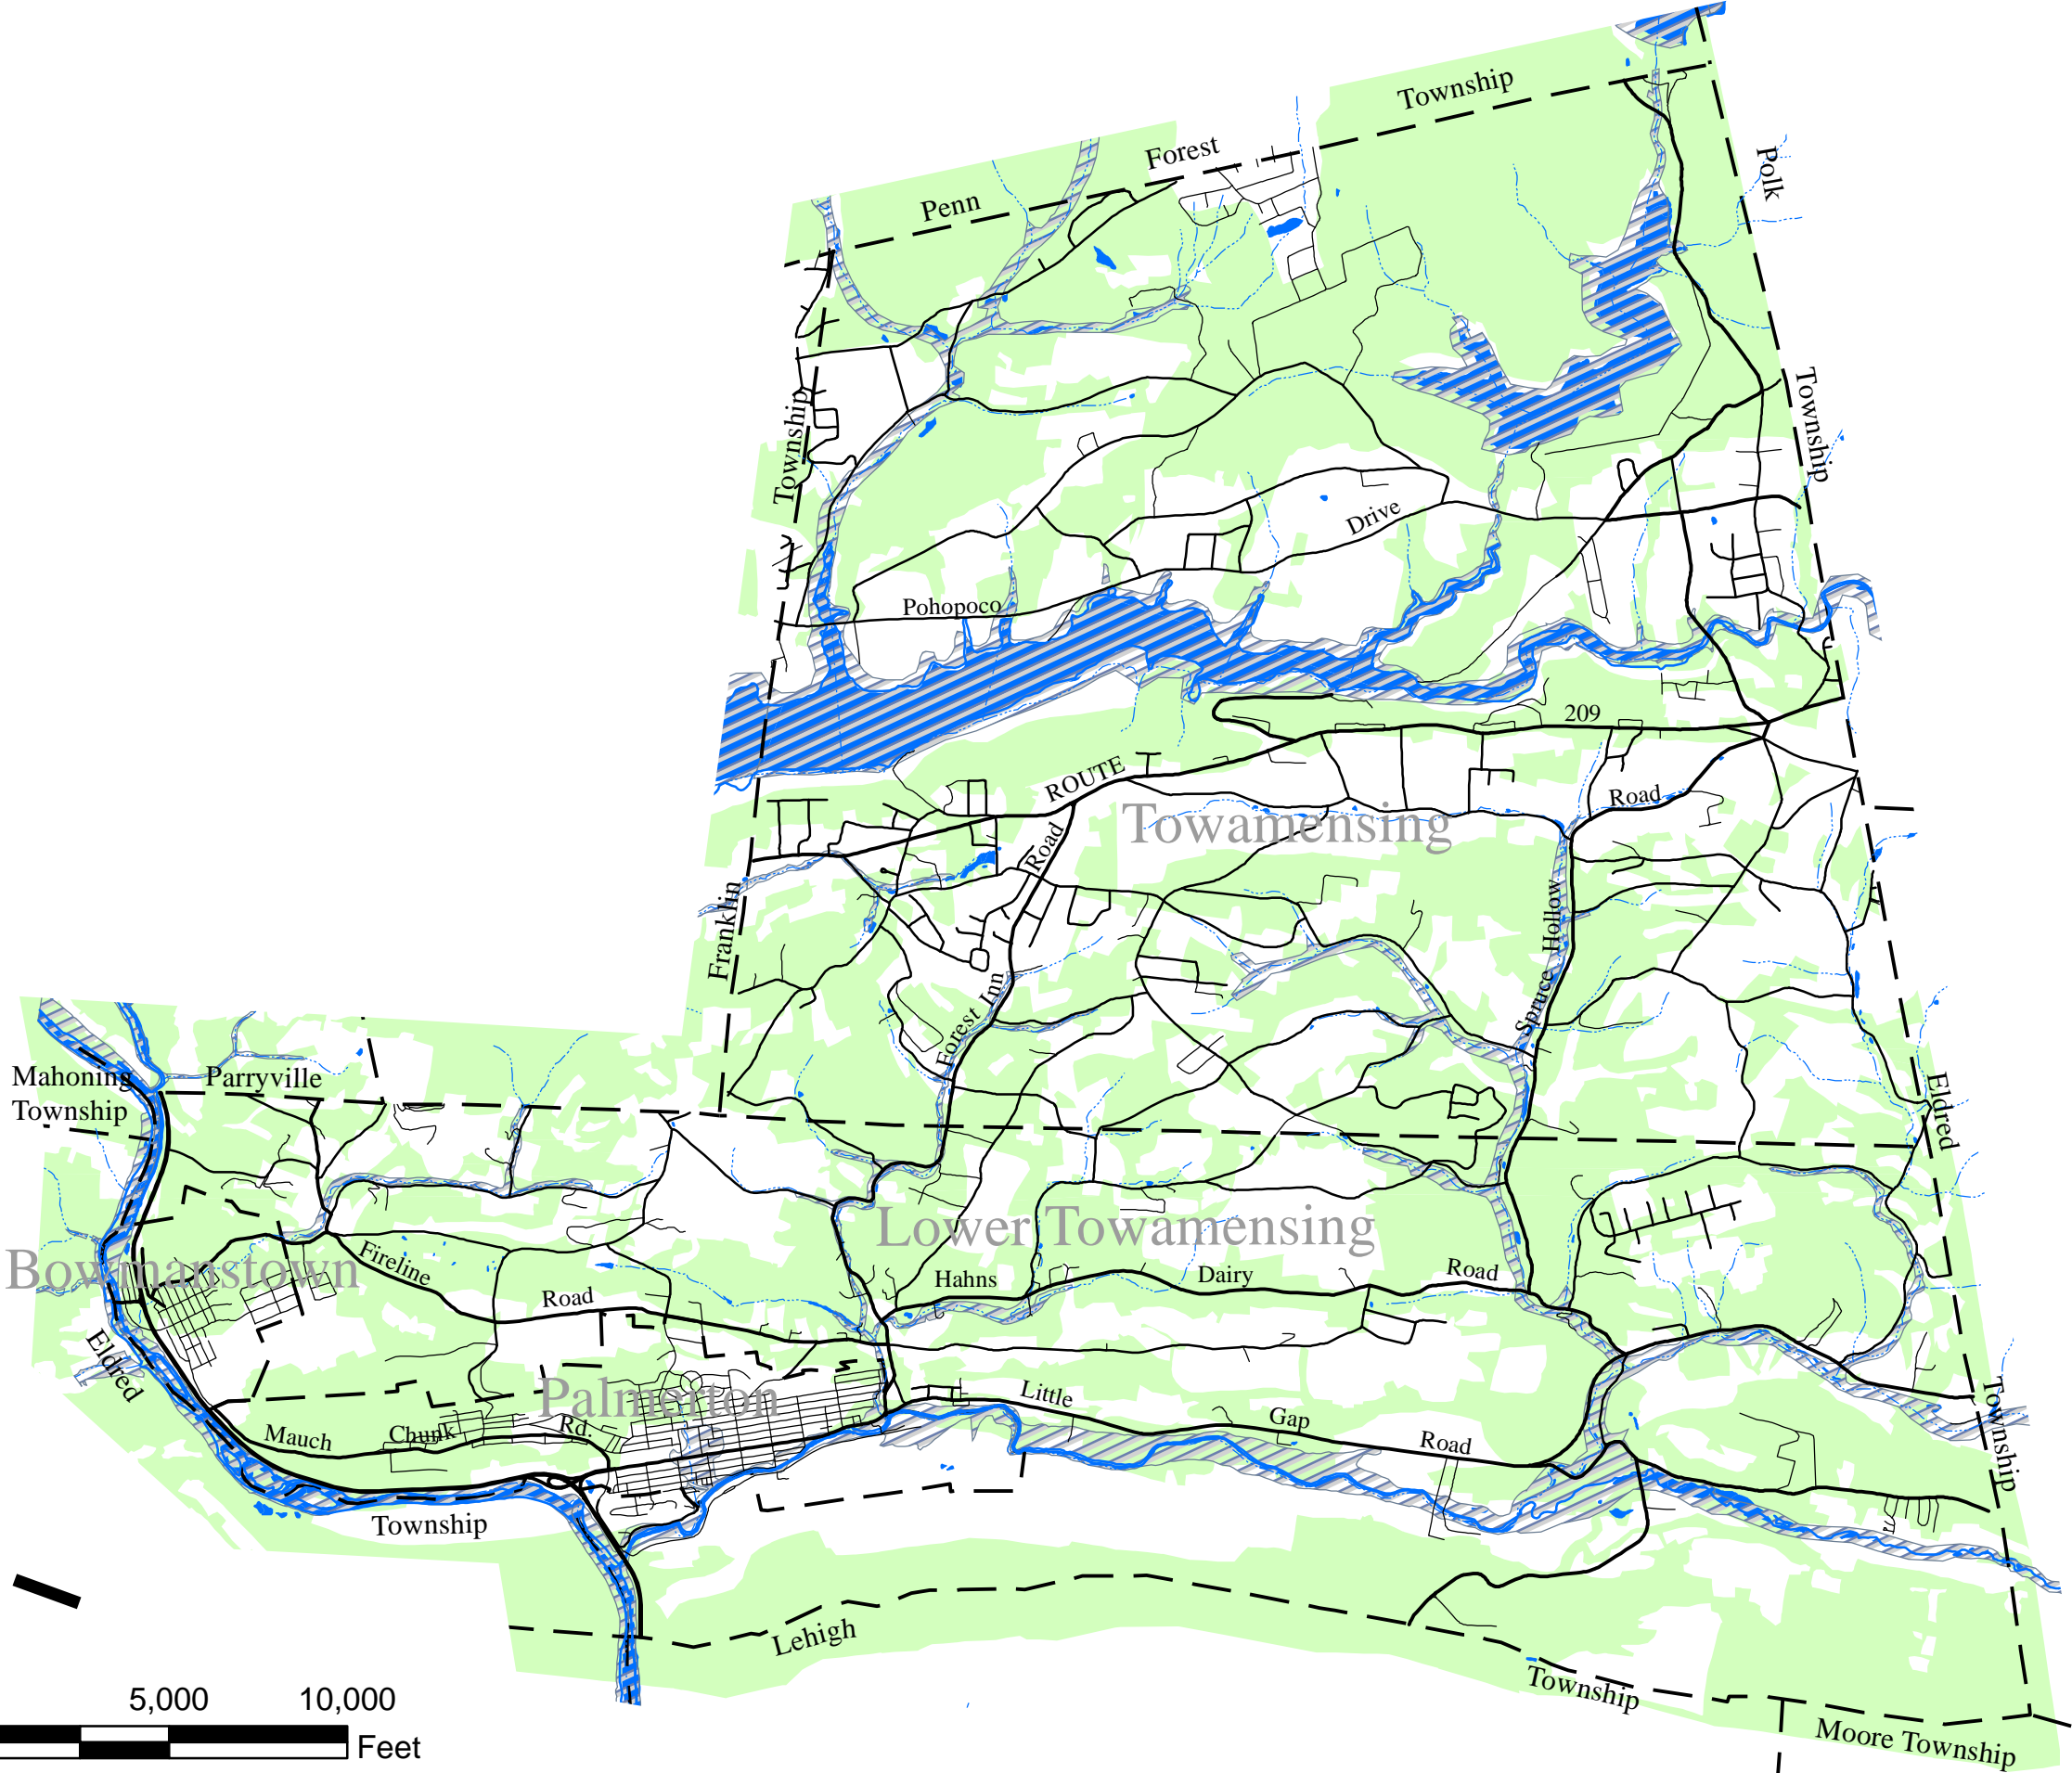 Township
Forest
Penn
Polk
Township
Township
Drive
Pohopoco
209
ROUTE
Road
Towamensing
Road
Franklin
Spruce Hollow
Forest Inn
Mahoning
Township
Parryville
Eldred
Lower Towamensing
Bowmanstown
Fireline
Road
Hahns
Dairy
Road
Eldred
Palmerton
Little
Gap
Road
Mauch
Chunk
Rd.
Township
Township
Lehigh
Township
Moore Township
5,000
10,000
Feet